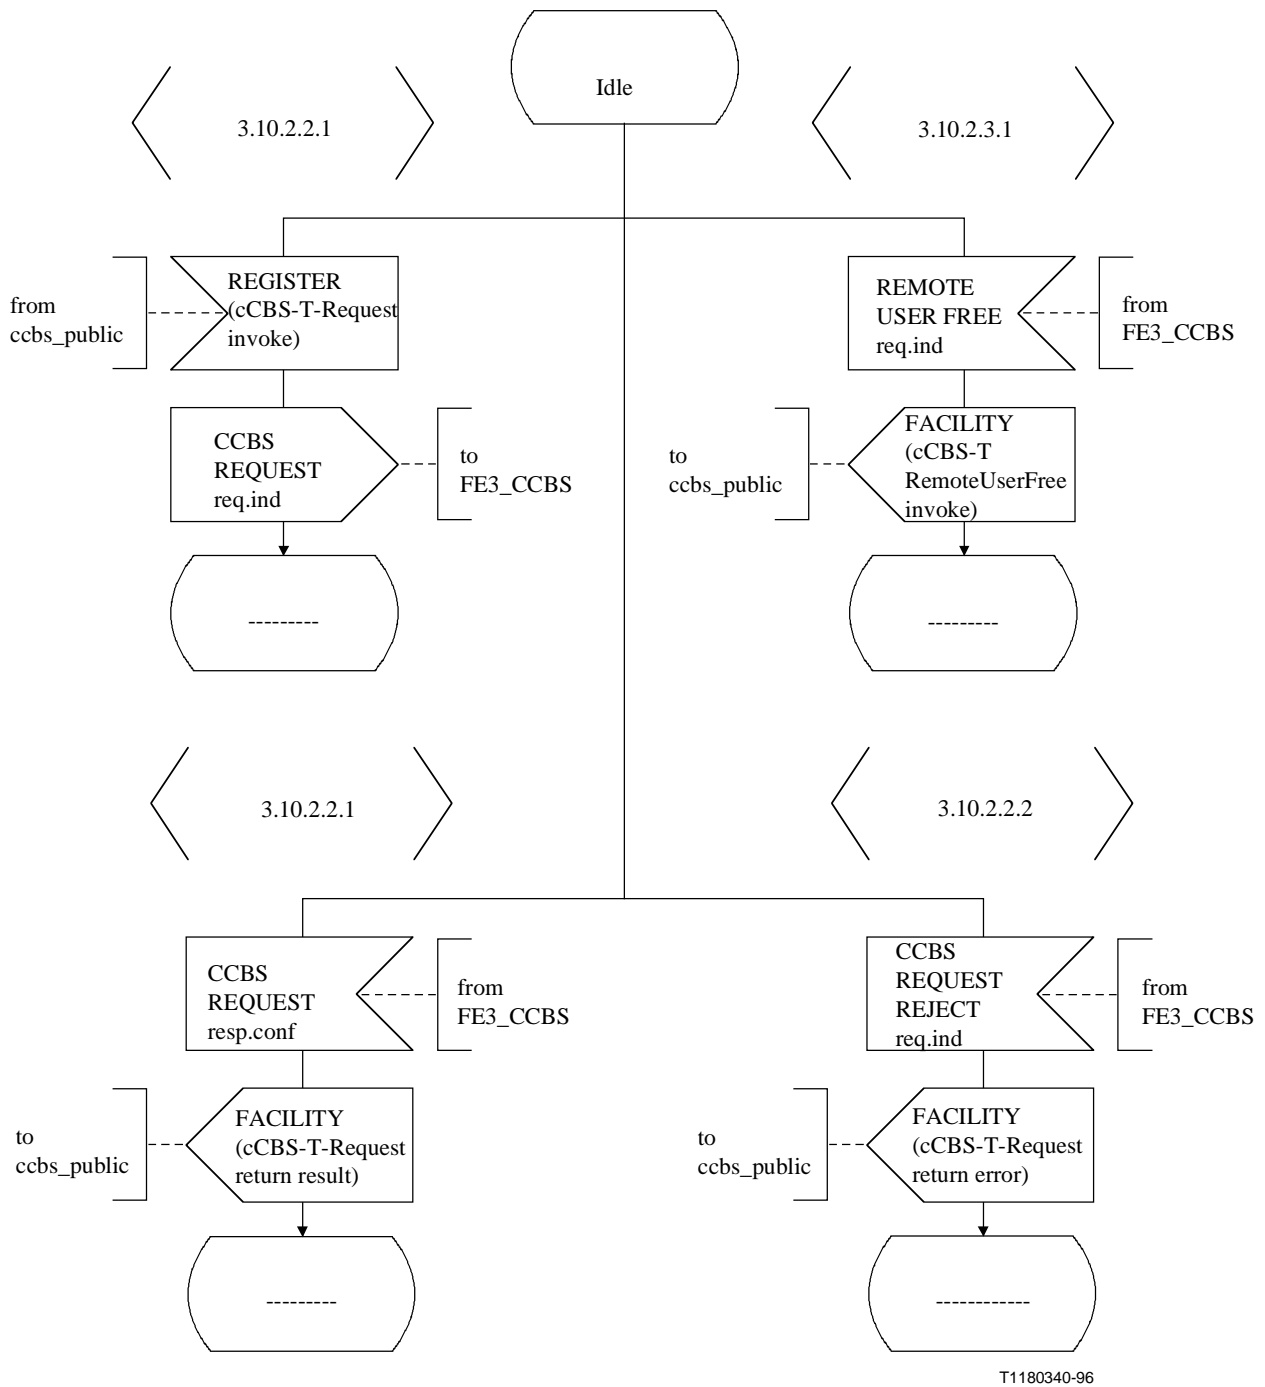 Idle
3.10.2.2.1
3.10.2.3.1
from
ccbs_public
REGISTER
(cCBS-T-Request
invoke)
REMOTE
USER FREE
req.ind
from
FE3_CCBS
CCBS
REQUEST
req.ind
to
FE3_CCBS
to
ccbs_public
FACILITY
(cCBS-T
RemoteUserFree
invoke)
---------
---------
3.10.2.2.1
3.10.2.2.2
CCBS
REQUEST
resp.conf
from
FE3_CCBS
CCBS
REQUEST
REJECT
req.ind
from
FE3_CCBS
to
ccbs_public
FACILITY
(cCBS-T-Request
return result)
to
ccbs_public
FACILITY
(cCBS-T-Request
return error)
---------
------------
T1180340-96